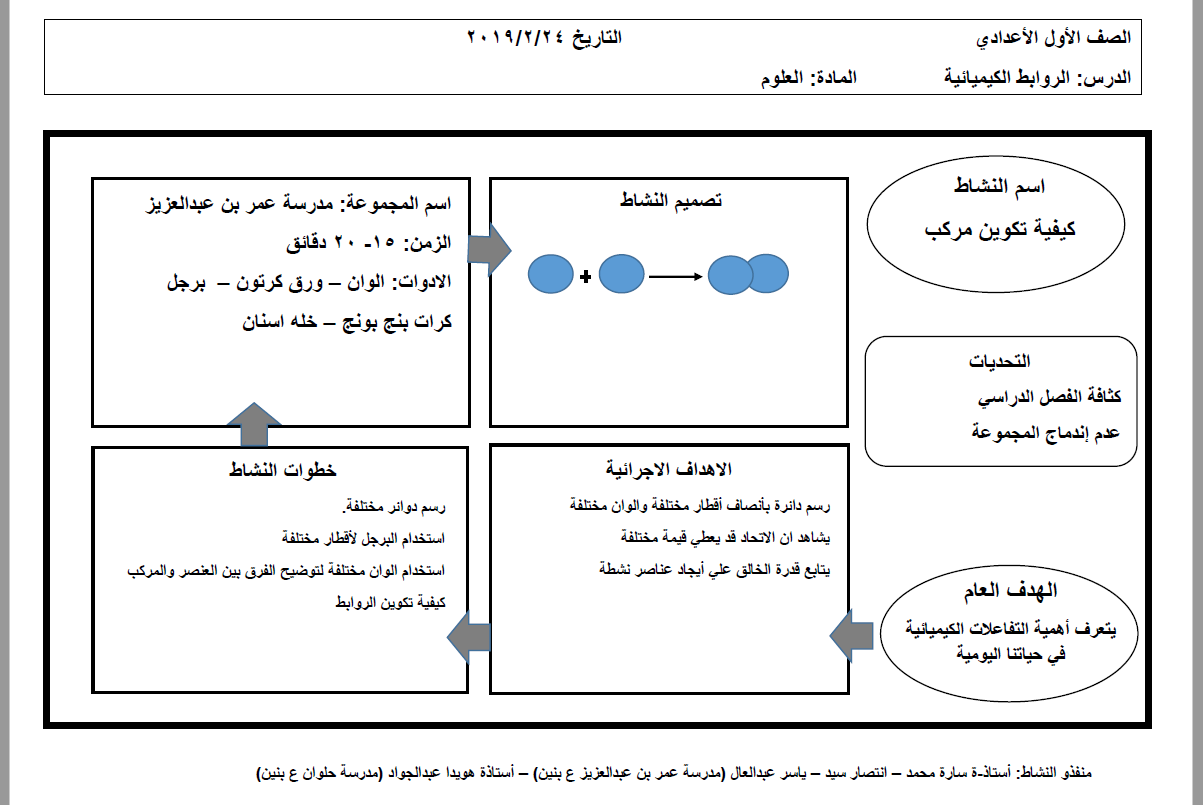 الصف الأول الأعدادي التاريخ ٢٠١٩/٢/٢٤
الدرس: الروابط الكيميائية المادة: العلوم
اسم النشاط
كيفية تكوين مركب
التحديات
كثافة الفصل الدراسي
عدم إندماج المجموعة
الهدف العام
يتعرف أهمية التفاعلات الكيميائية
في حياتنا اليومية
تصميم النشاط
+
اسم المجموعة: مدرسة عمر بن عبدالعزيز
الزمن: ١٥- ٢٠ دقائق
الادوات: الوان – ورق كرتون – برجل
كرات بنج بونج – خله اسنان
الاهداف الاجرائية
رسم دائرة بأنصاف أقطار مختلفة والوان مختلفة
يشاهد ان الاتحاد قد يعطي قيمة مختلفة
يتابع قدرة الخالق علي أيجاد عناصر نشطة
خطوات النشاط
رسم دوائر مختلفة.
استخدام البرجل لأقطار مختلفة
استخدام الوان مختلفة لتوضيح الفرق بين العنصر والمركب
كيفية تكوين الروابط
منفذو النشاط: أستاذ-ة سارة محمد – انتصار سيد – ياسر عبدالعال (مدرسة عمر بن عبدالعزيز ع بنين) – أستاذة هويدا عبدالجواد (مدرسة حلوان ع بنين)